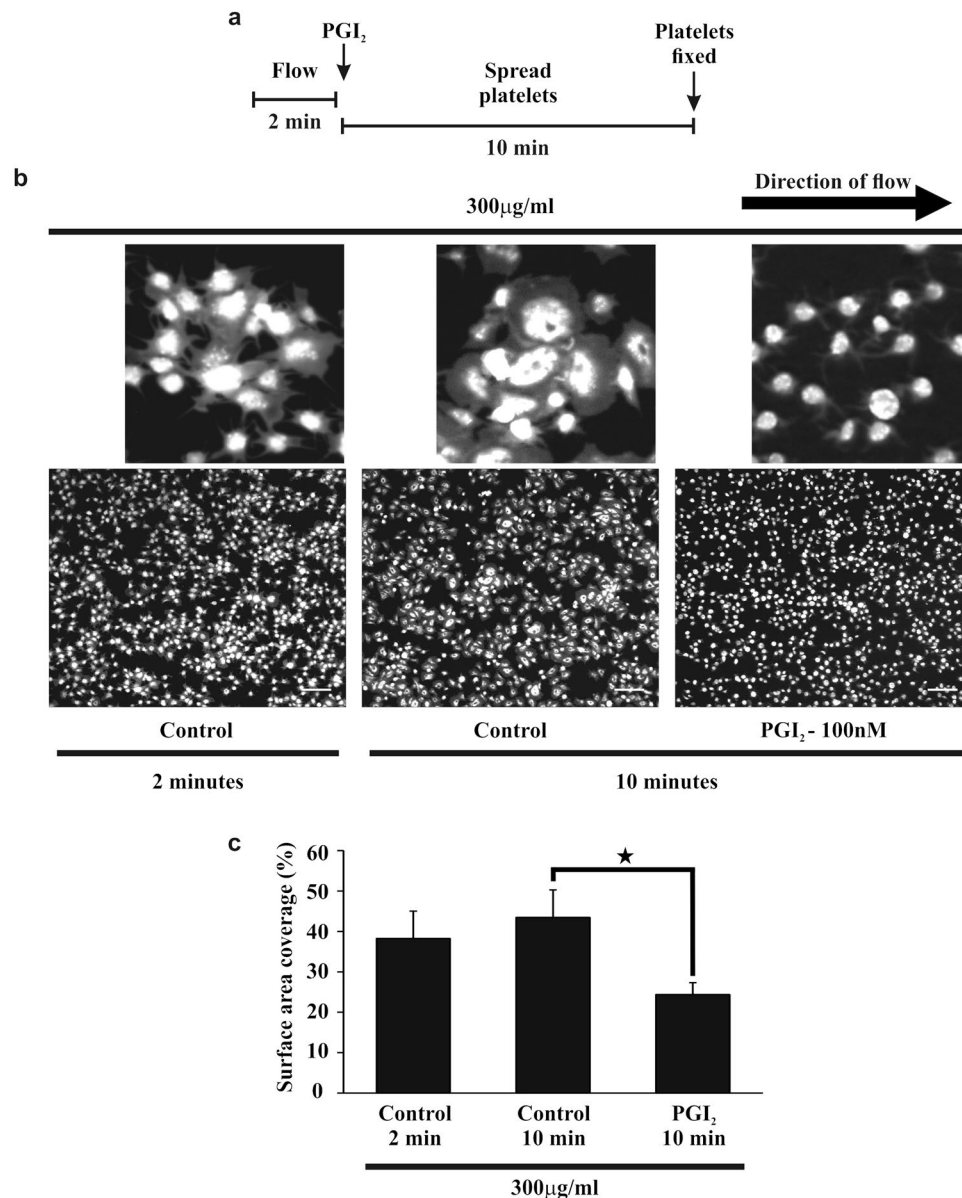 a
PGI₂
Platelets
fixed
Flow
Spread
platelets
2 min
10 min
b
Direction of flow
300μg/ml
Control
Control
PGI₂ - 100nM
2 minutes
10 minutes
c
Surface area coverage (%)
60
50
40
30
20
10
0
★
Control
2 min
Control
10 min
PGI₂
10 min
300μg/ml